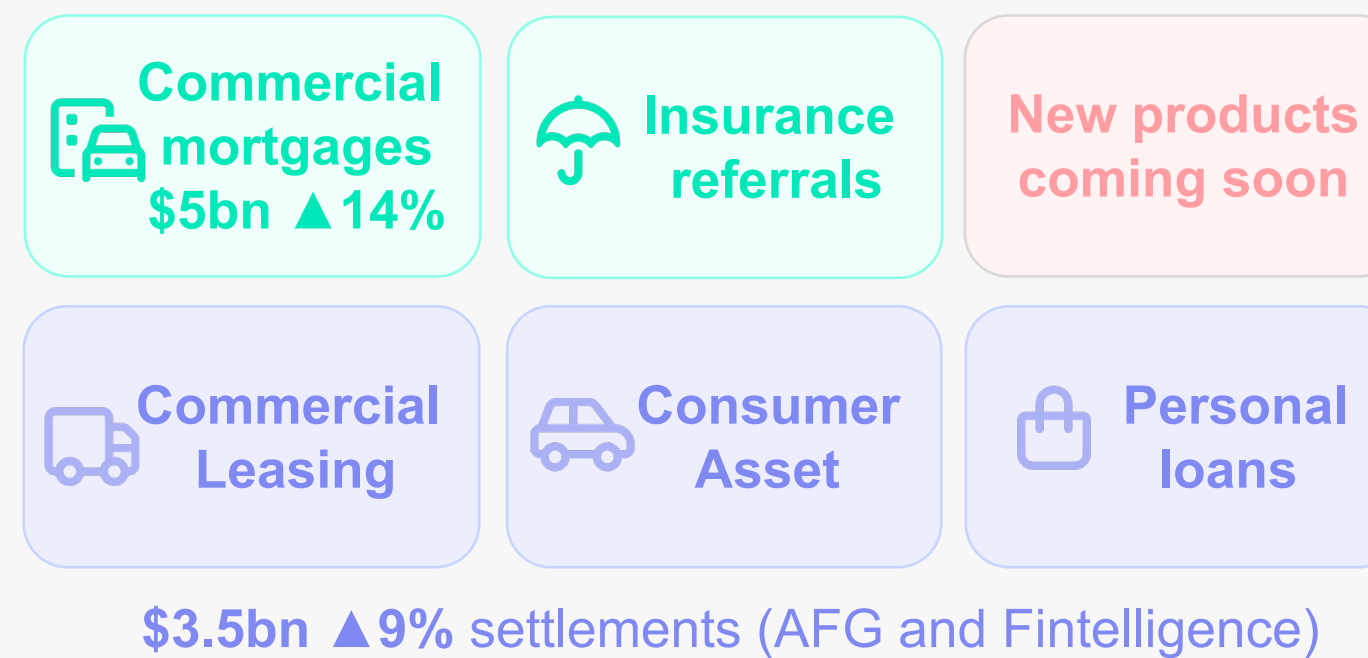 Commercial
mortgages
$5bn ▲14%
Insurance
referrals
New products
coming soon
Commercial
Leasing
Consumer
Asset
Personal
loans
$3.5bn ▲9% settlements (AFG and Fintelligence)